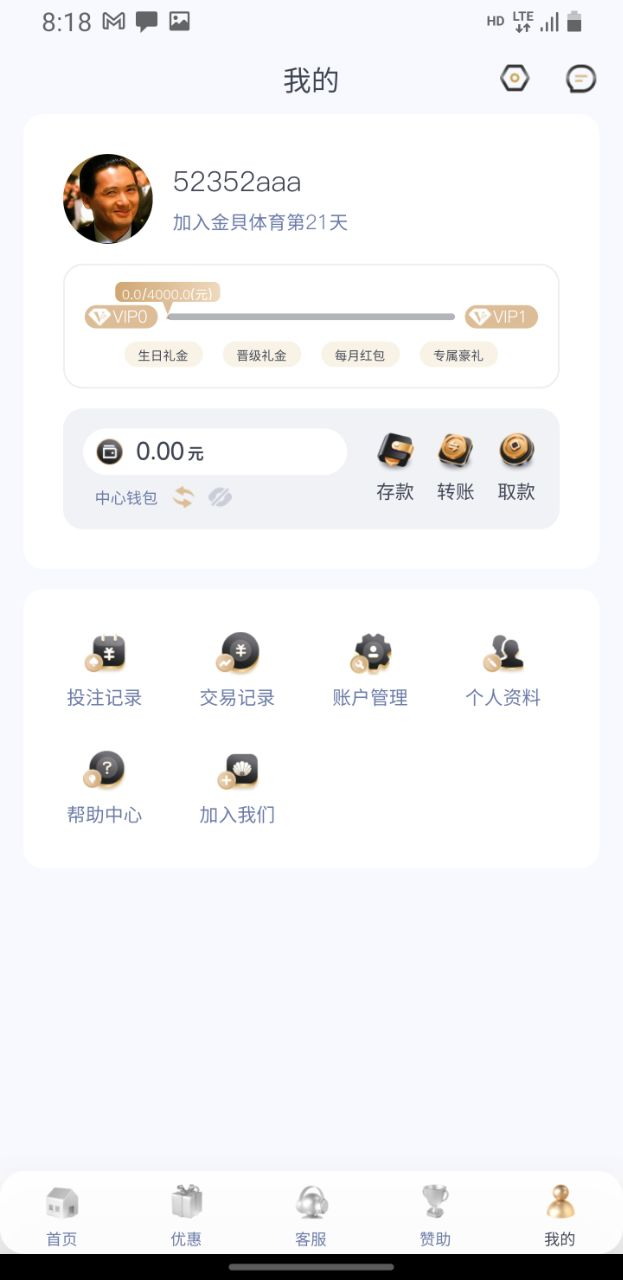 8:18
HD LTE
我的
52352aaa
加入金貝体育第21天
0.0/4000.0(元)
VIP0 VIP1
生日礼金 晋级礼金 每月红包 专属豪礼
0.00元
中心钱包
存款 转账 取款
投注记录 交易记录 账户管理 个人资料
帮助中心 加入我们
首页 优惠 客服 赞助 我的